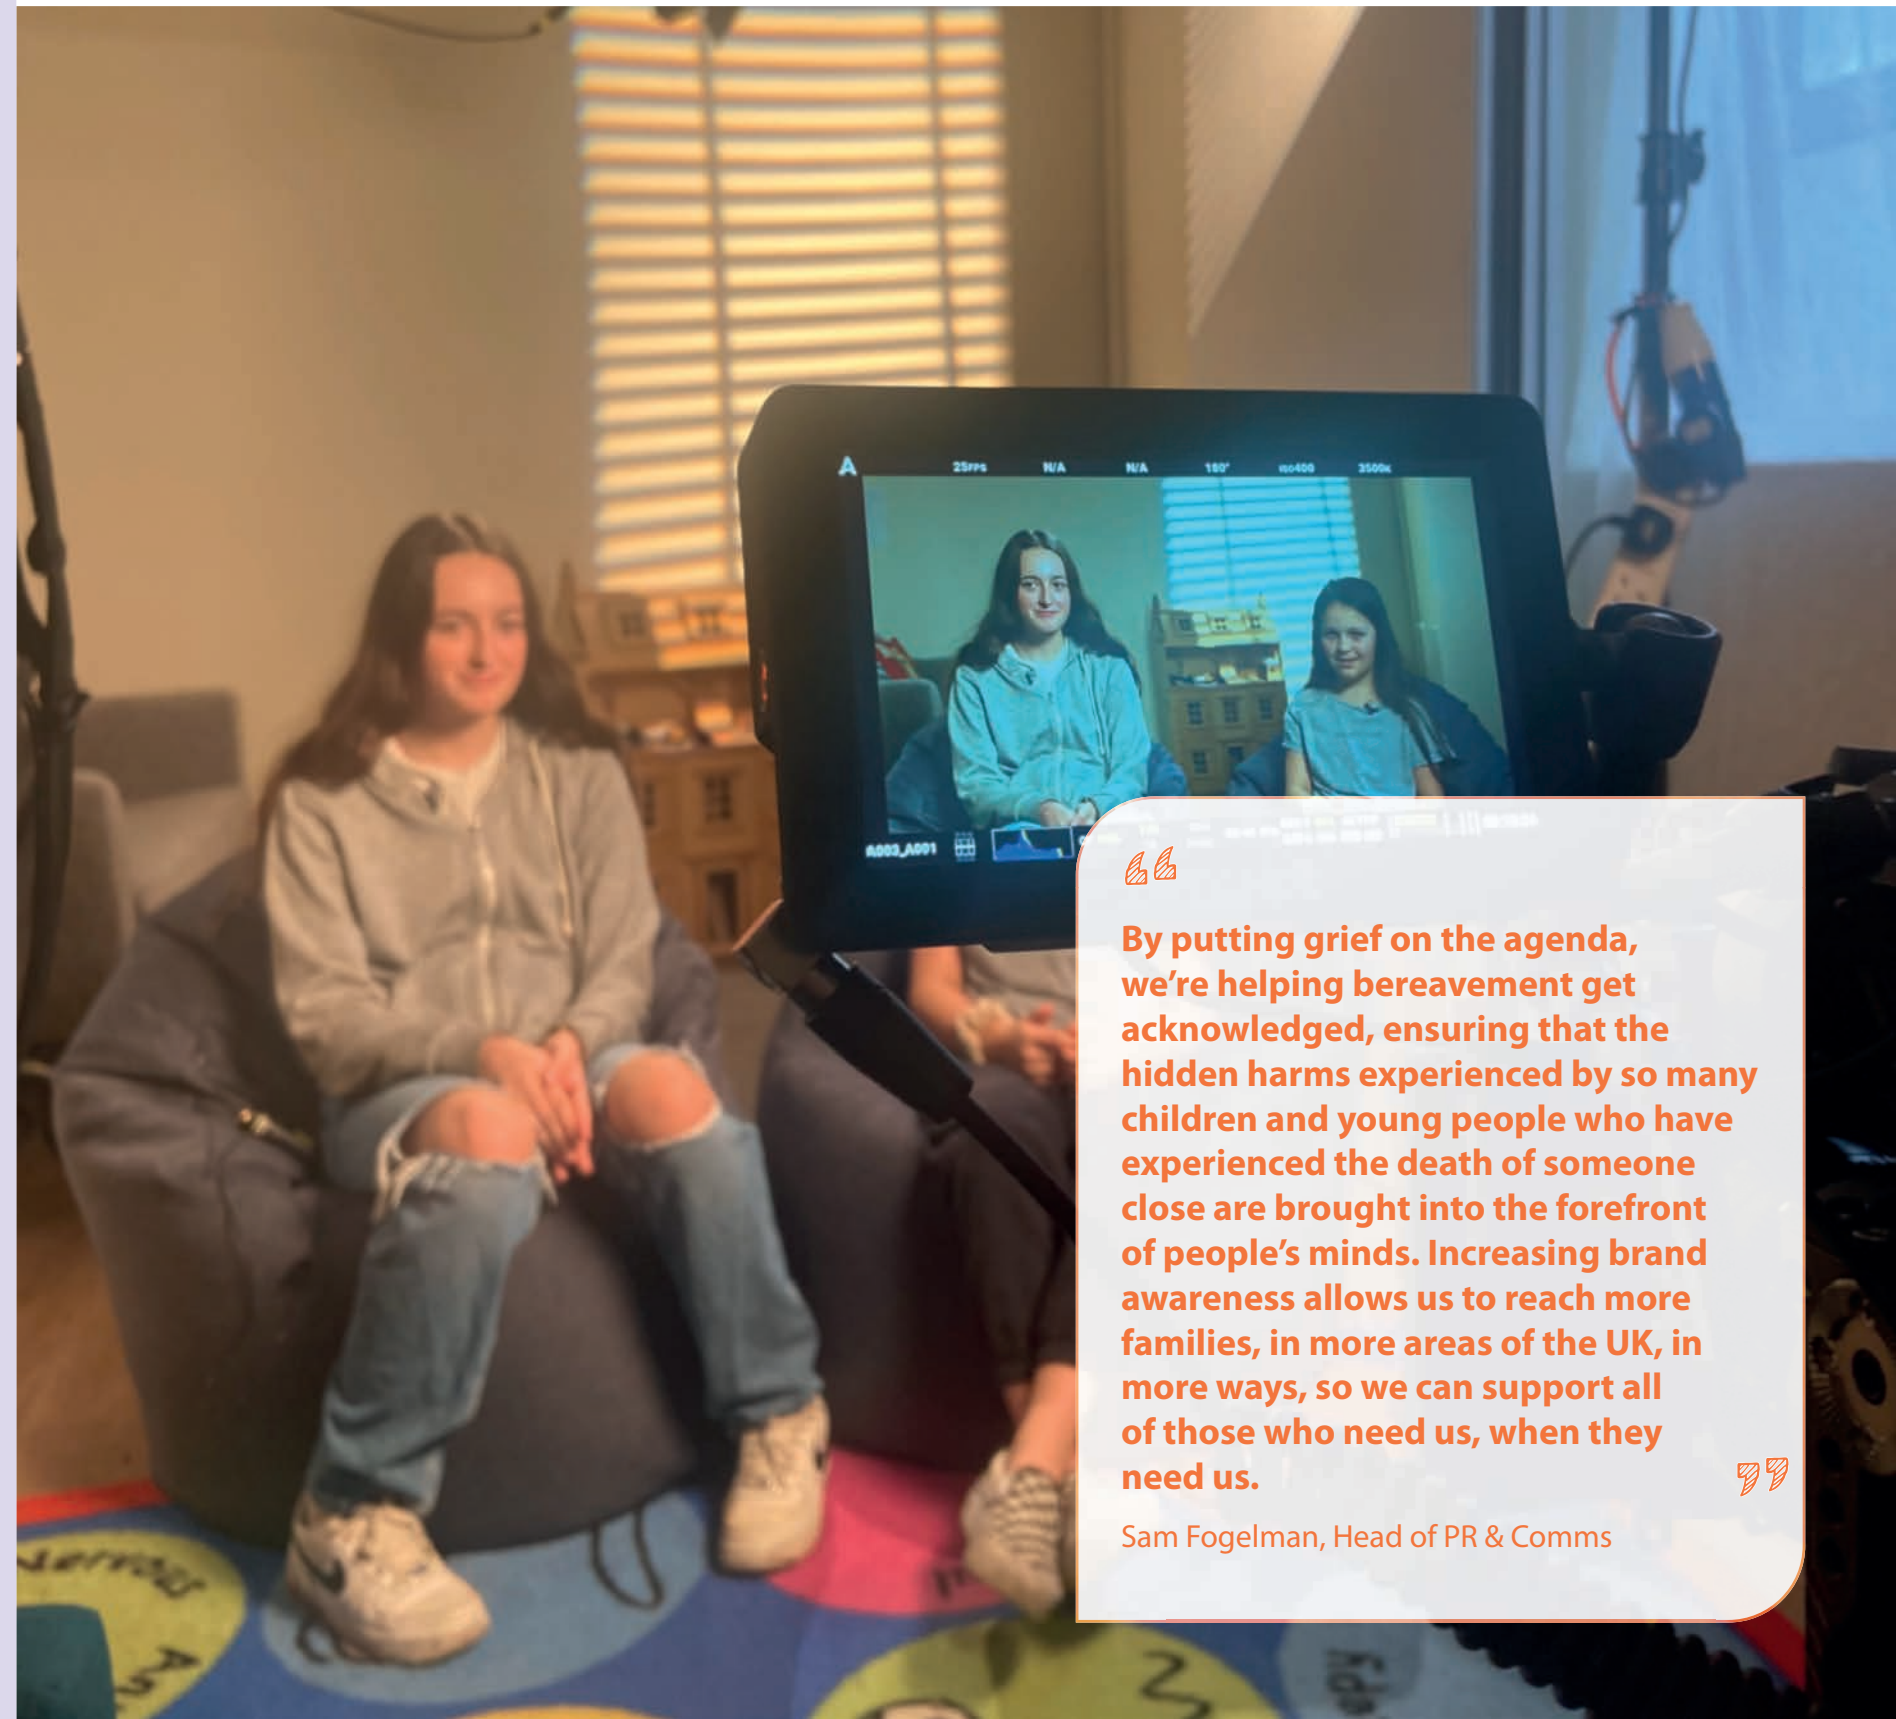 A 25FPS N/A N/A 180° ISO400 3500K
A003_A001
“
By putting grief on the agenda,
we’re helping bereavement get
acknowledged, ensuring that the
hidden harms experienced by so many
children and young people who have
experienced the death of someone
close are brought into the forefront
of people’s minds. Increasing brand
awareness allows us to reach more
families, in more areas of the UK, in
more ways, so we can support all
of those who need us, when they
need us.
”
Sam Fogelman, Head of PR & Comms
Nervous